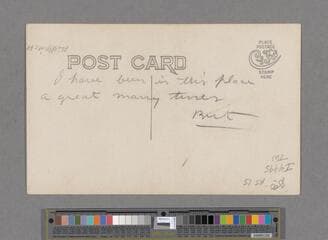 POST CARD
PLACE
POSTAGE
STAMP
HERE
I have been in this place
a great many times
Bert